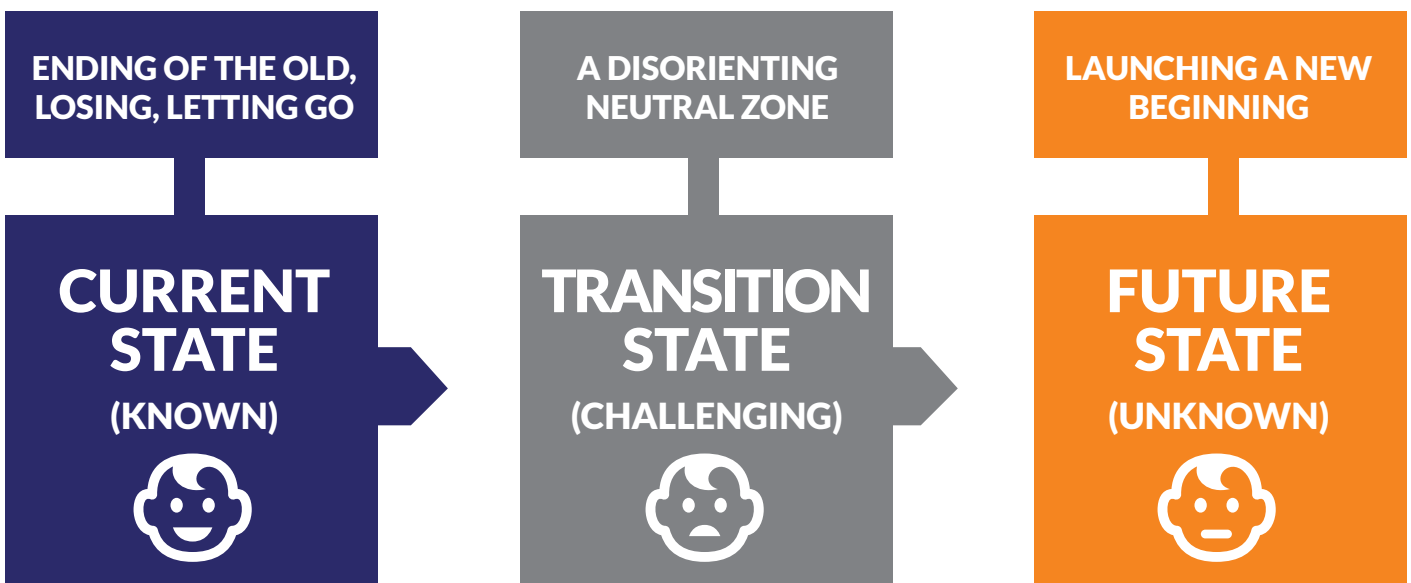 ENDING OF THE OLD,
LOSING, LETTING GO
A DISORIENTING
NEUTRAL ZONE
LAUNCHING A NEW
BEGINNING
CURRENT
STATE
(KNOWN)
TRANSITION
STATE
(CHALLENGING)
FUTURE
STATE
(UNKNOWN)